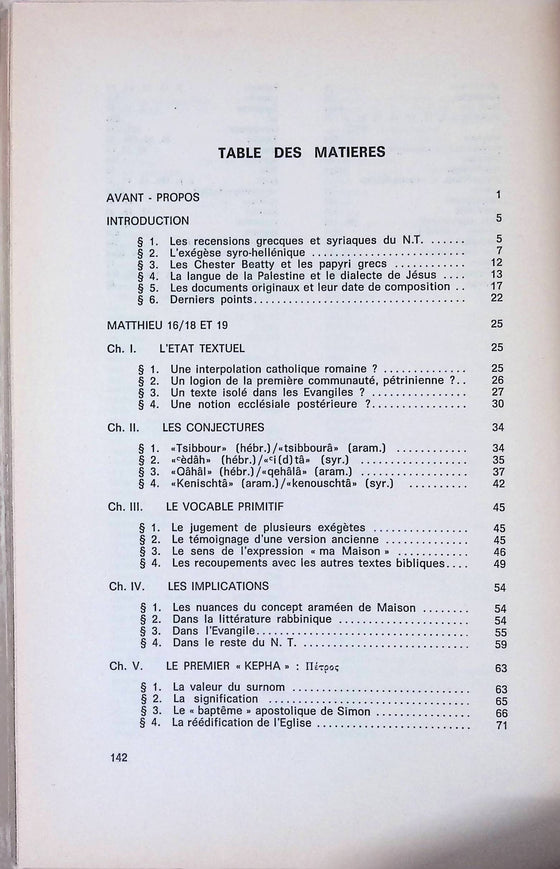 TABLE DES MATIERES
AVANT - PROPOS 1
INTRODUCTION 5
§ 1. Les recensions grecques et syriaques du N.T. ...... 5
§ 2. L'exégèse syro-hellénique .......................... 7
§ 3. Les Chester Beatty et les papyri grecs ............ 12
§ 4. La langue de la Palestine et le dialecte de Jésus .... 13
§ 5. Les documents originaux et leur date de composition .. 17
§ 6. Derniers points................................... 22
MATTHIEU 16/18 ET 19 25
Ch. I. L'ETAT TEXTUEL 25
§ 1. Une interpolation catholique romaine ? .............. 25
§ 2. Un logion de la première communauté, pétrinienne ?.. 26
§ 3. Un texte isolé dans les Evangiles ? ................ 27
§ 4. Une notion ecclésiale postérieure ?................ 30
Ch. II. LES CONJECTURES 34
§ 1. «Tsibbour» (hébr.)/«tsibbourâ» (aram.) ............ 34
§ 2. «ᶜèdâh» (hébr.)/«ᶜi(d)tâ» (syr.) .................. 35
§ 3. «Qâhâl» (hébr.)/«qehâlâ» (aram.) .................. 37
§ 4. «Kenischtâ» (aram.)/«kenouschtâ» (syr.) .......... 42
Ch. III. LE VOCABLE PRIMITIF 45
§ 1. Le jugement de plusieurs exégètes ................ 45
§ 2. Le témoignage d'une version ancienne .............. 45
§ 3. Le sens de l'expression « ma Maison » ............ 46
§ 4. Les recoupements avec les autres textes bibliques.... 49
Ch. IV. LES IMPLICATIONS 54
§ 1. Les nuances du concept araméen de Maison ........ 54
§ 2. Dans la littérature rabbinique ...................... 54
§ 3. Dans l'Evangile................................... 55
§ 4. Dans le reste du N. T. ............................ 59
Ch. V. LE PREMIER « KEPHA » : Πέτρος 63
§ 1. La valeur du surnom .............................. 63
§ 2. La signification .................................. 65
§ 3. Le « baptême » apostolique de Simon ................ 66
§ 4. La réédification de l'Eglise .......................... 71
142